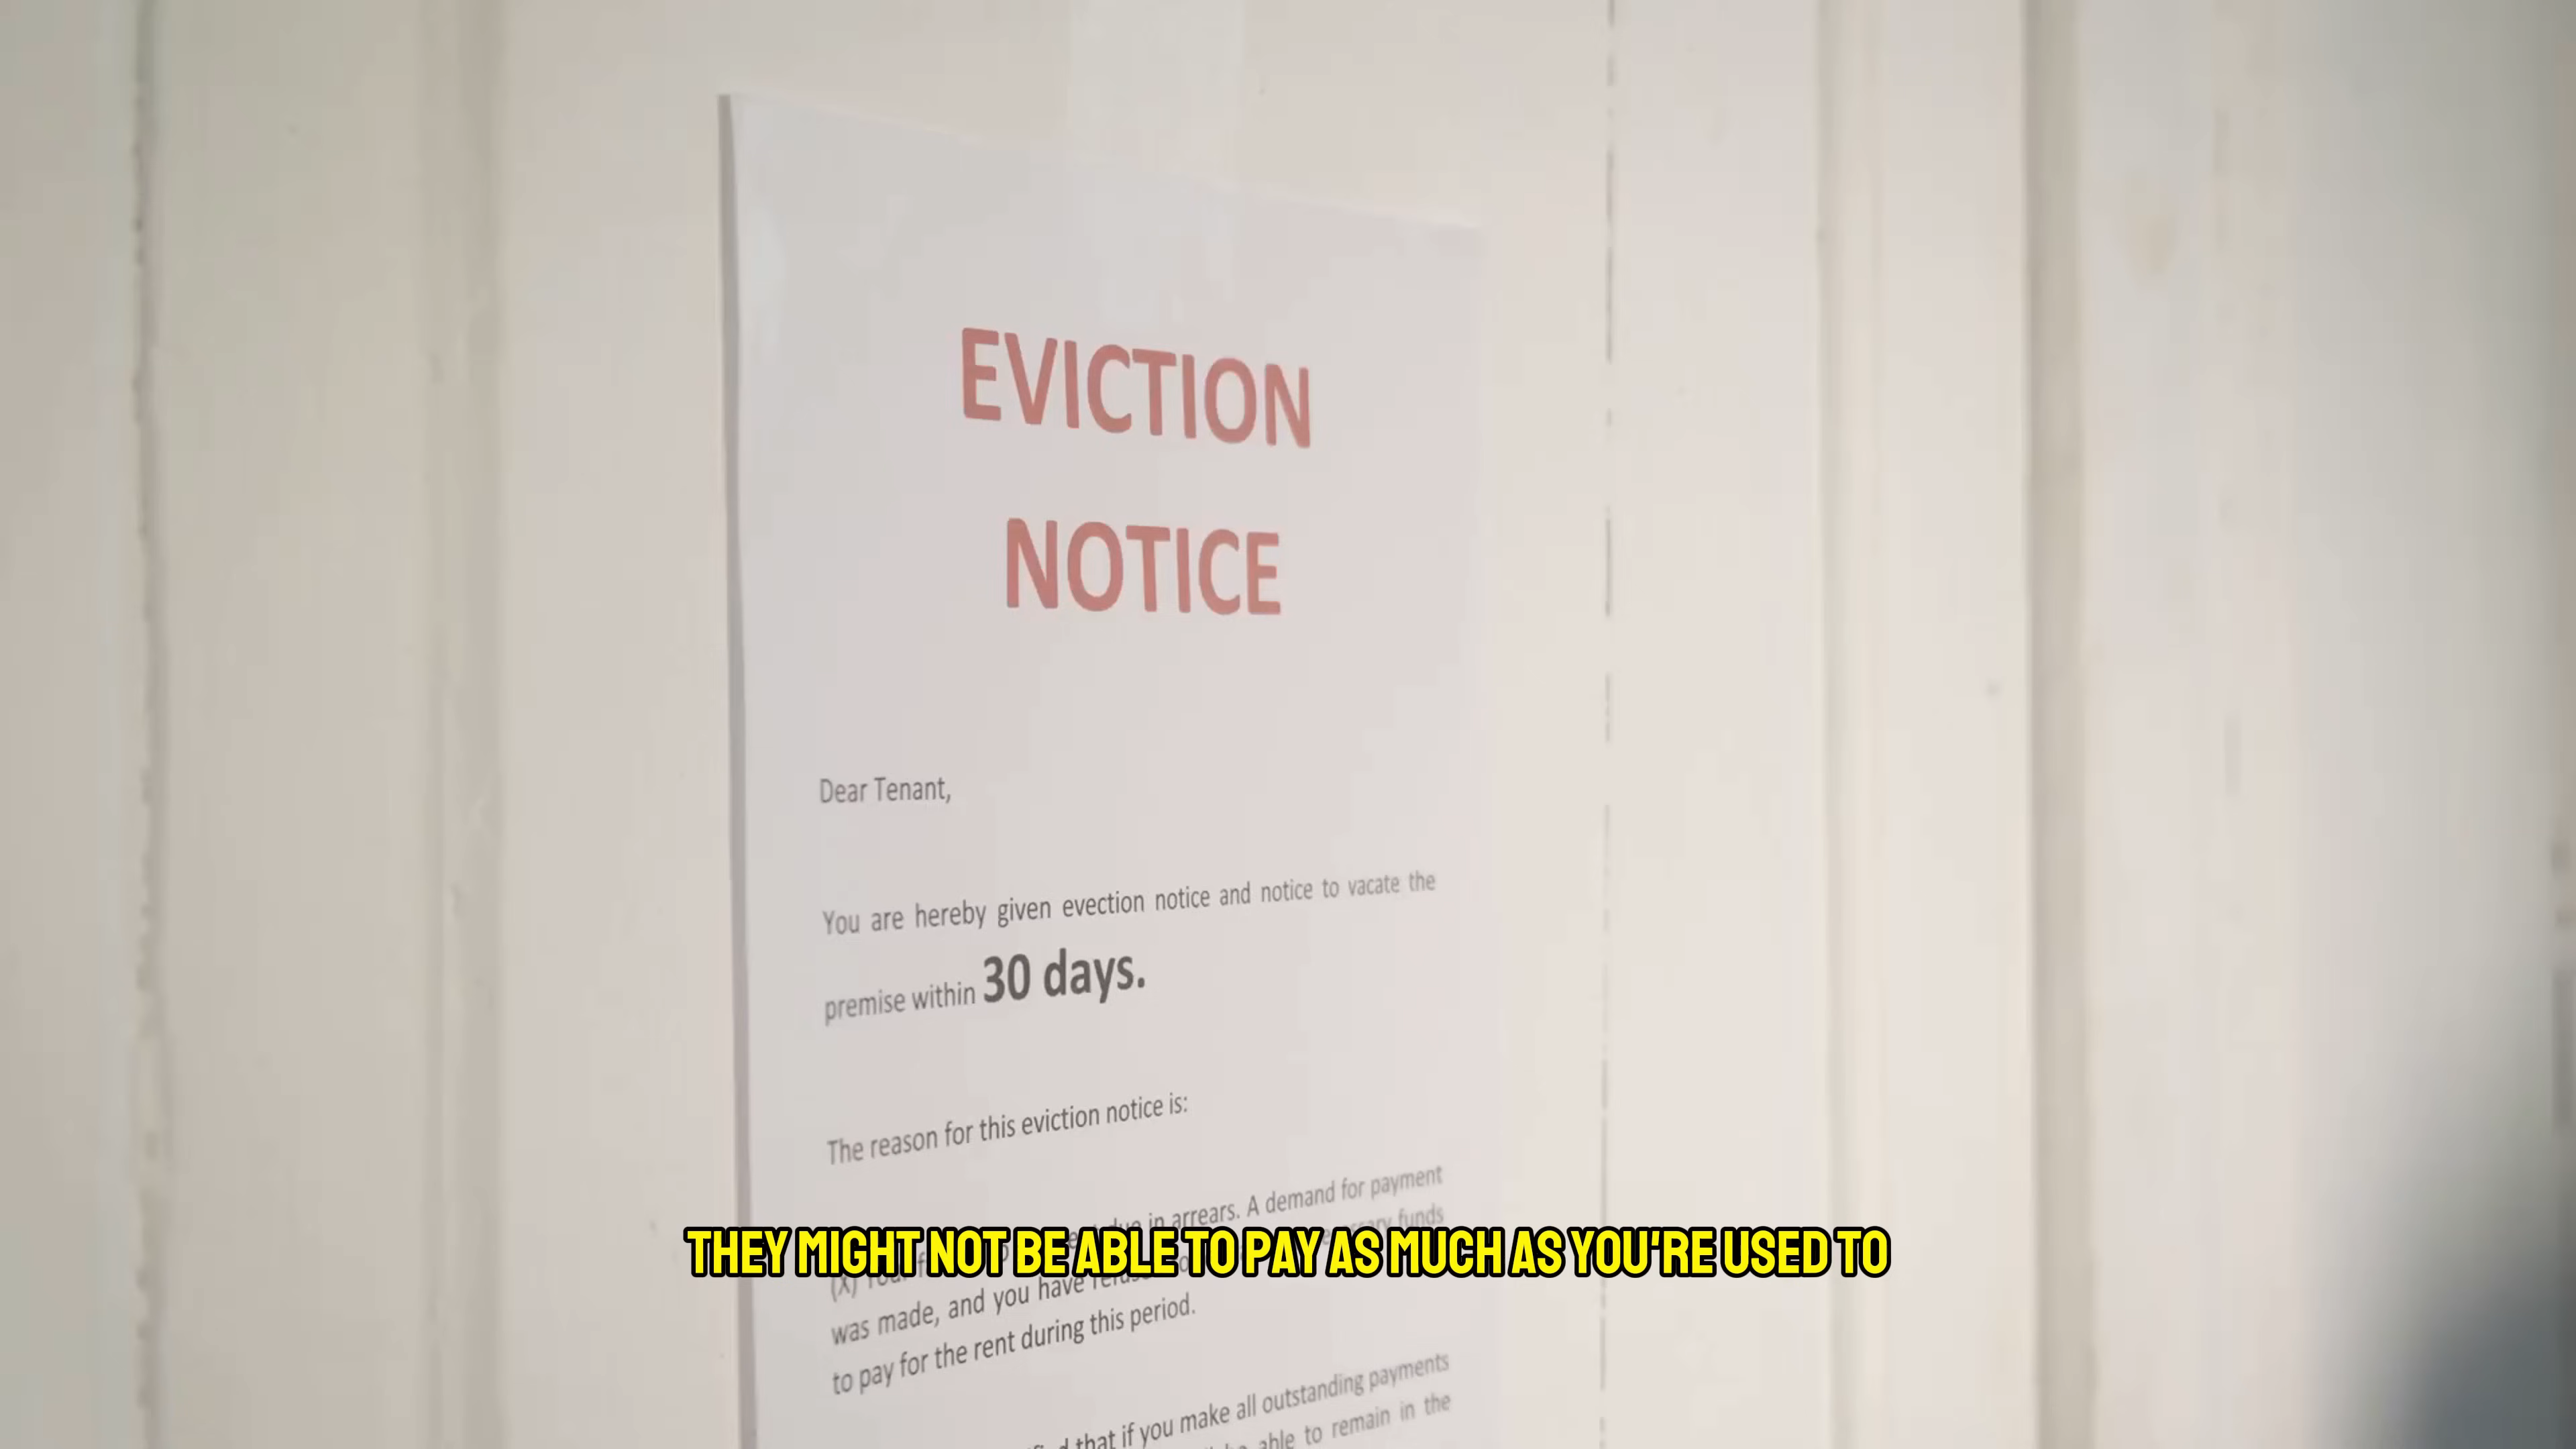 EVICTION
NOTICE
Dear Tenant,
You are hereby given evection notice and notice to vacate the
premise within 30 days.
The reason for this eviction notice is:
due in arrears. A demand for payment
THEY MIGHT NOT BE ABLE TO PAY AS MUCH AS YOU'RE USED TO
(X) funds
was made, and you have
to pay for the rent during this period.
that if you make all outstanding payments
able to remain in the